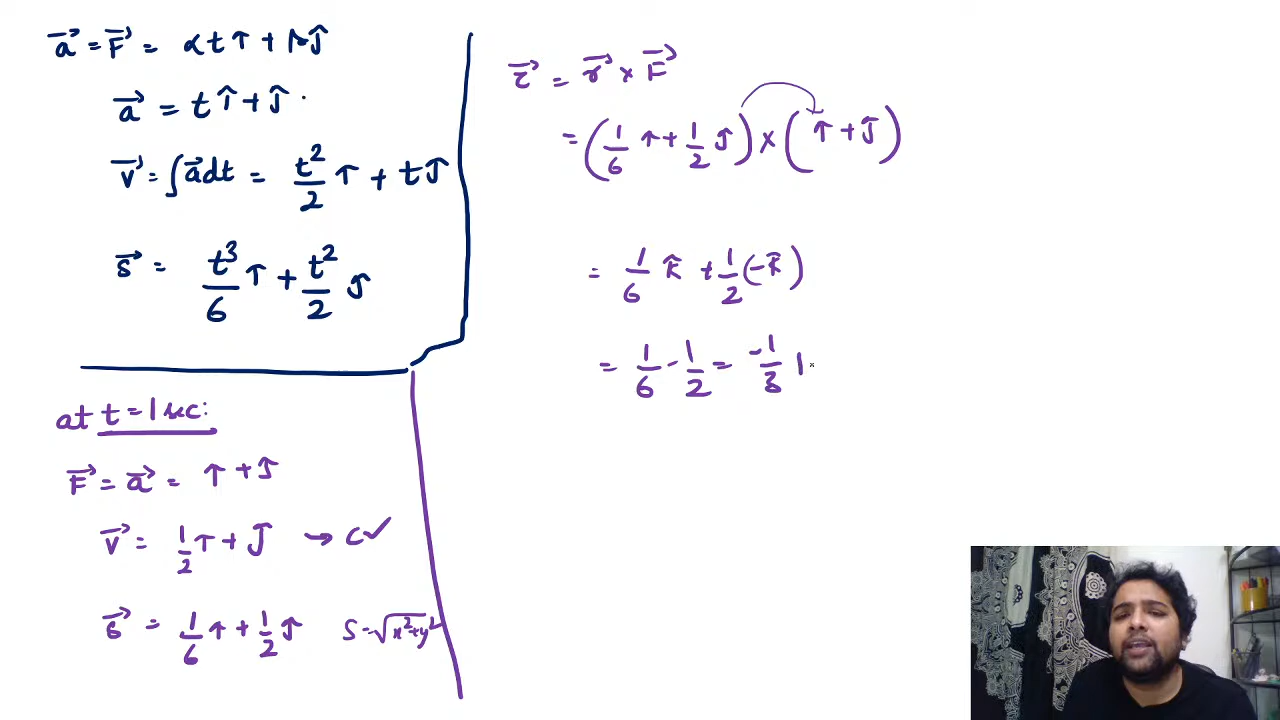 a⃗ = F⃗ = αt î + β ĵ
a⃗ = t î + ĵ
v⃗ = ∫ a⃗ dt = t²/2 î + t ĵ
s⃗ = t³/6 î + t²/2 ĵ
at t = 1 sec:
F⃗ = a⃗ = î + ĵ
v⃗ = 1/2 î + ĵ → C✓
s⃗ = 1/6 î + 1/2 ĵ S = √x²+y²
τ⃗ = r⃗ × F⃗
= (1/6 î + 1/2 ĵ) × (î + ĵ)
= 1/6 k̂ + 1/2 (-k̂)
= 1/6 - 1/2 = -1/3